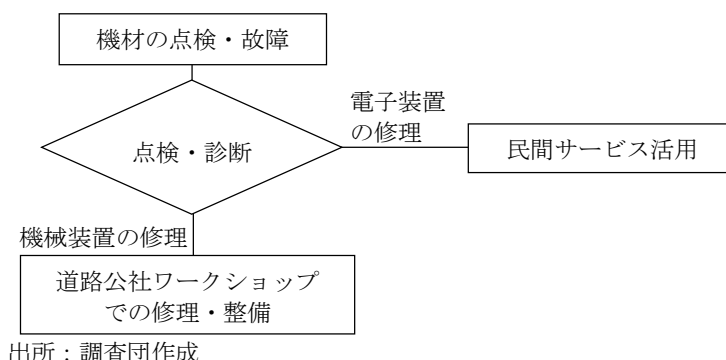 機材の点検・故障
電子装置
の修理
点検・診断
民間サービス活用
機械装置の修理
道路公社ワークショップ
での修理・整備
出所：調査団作成